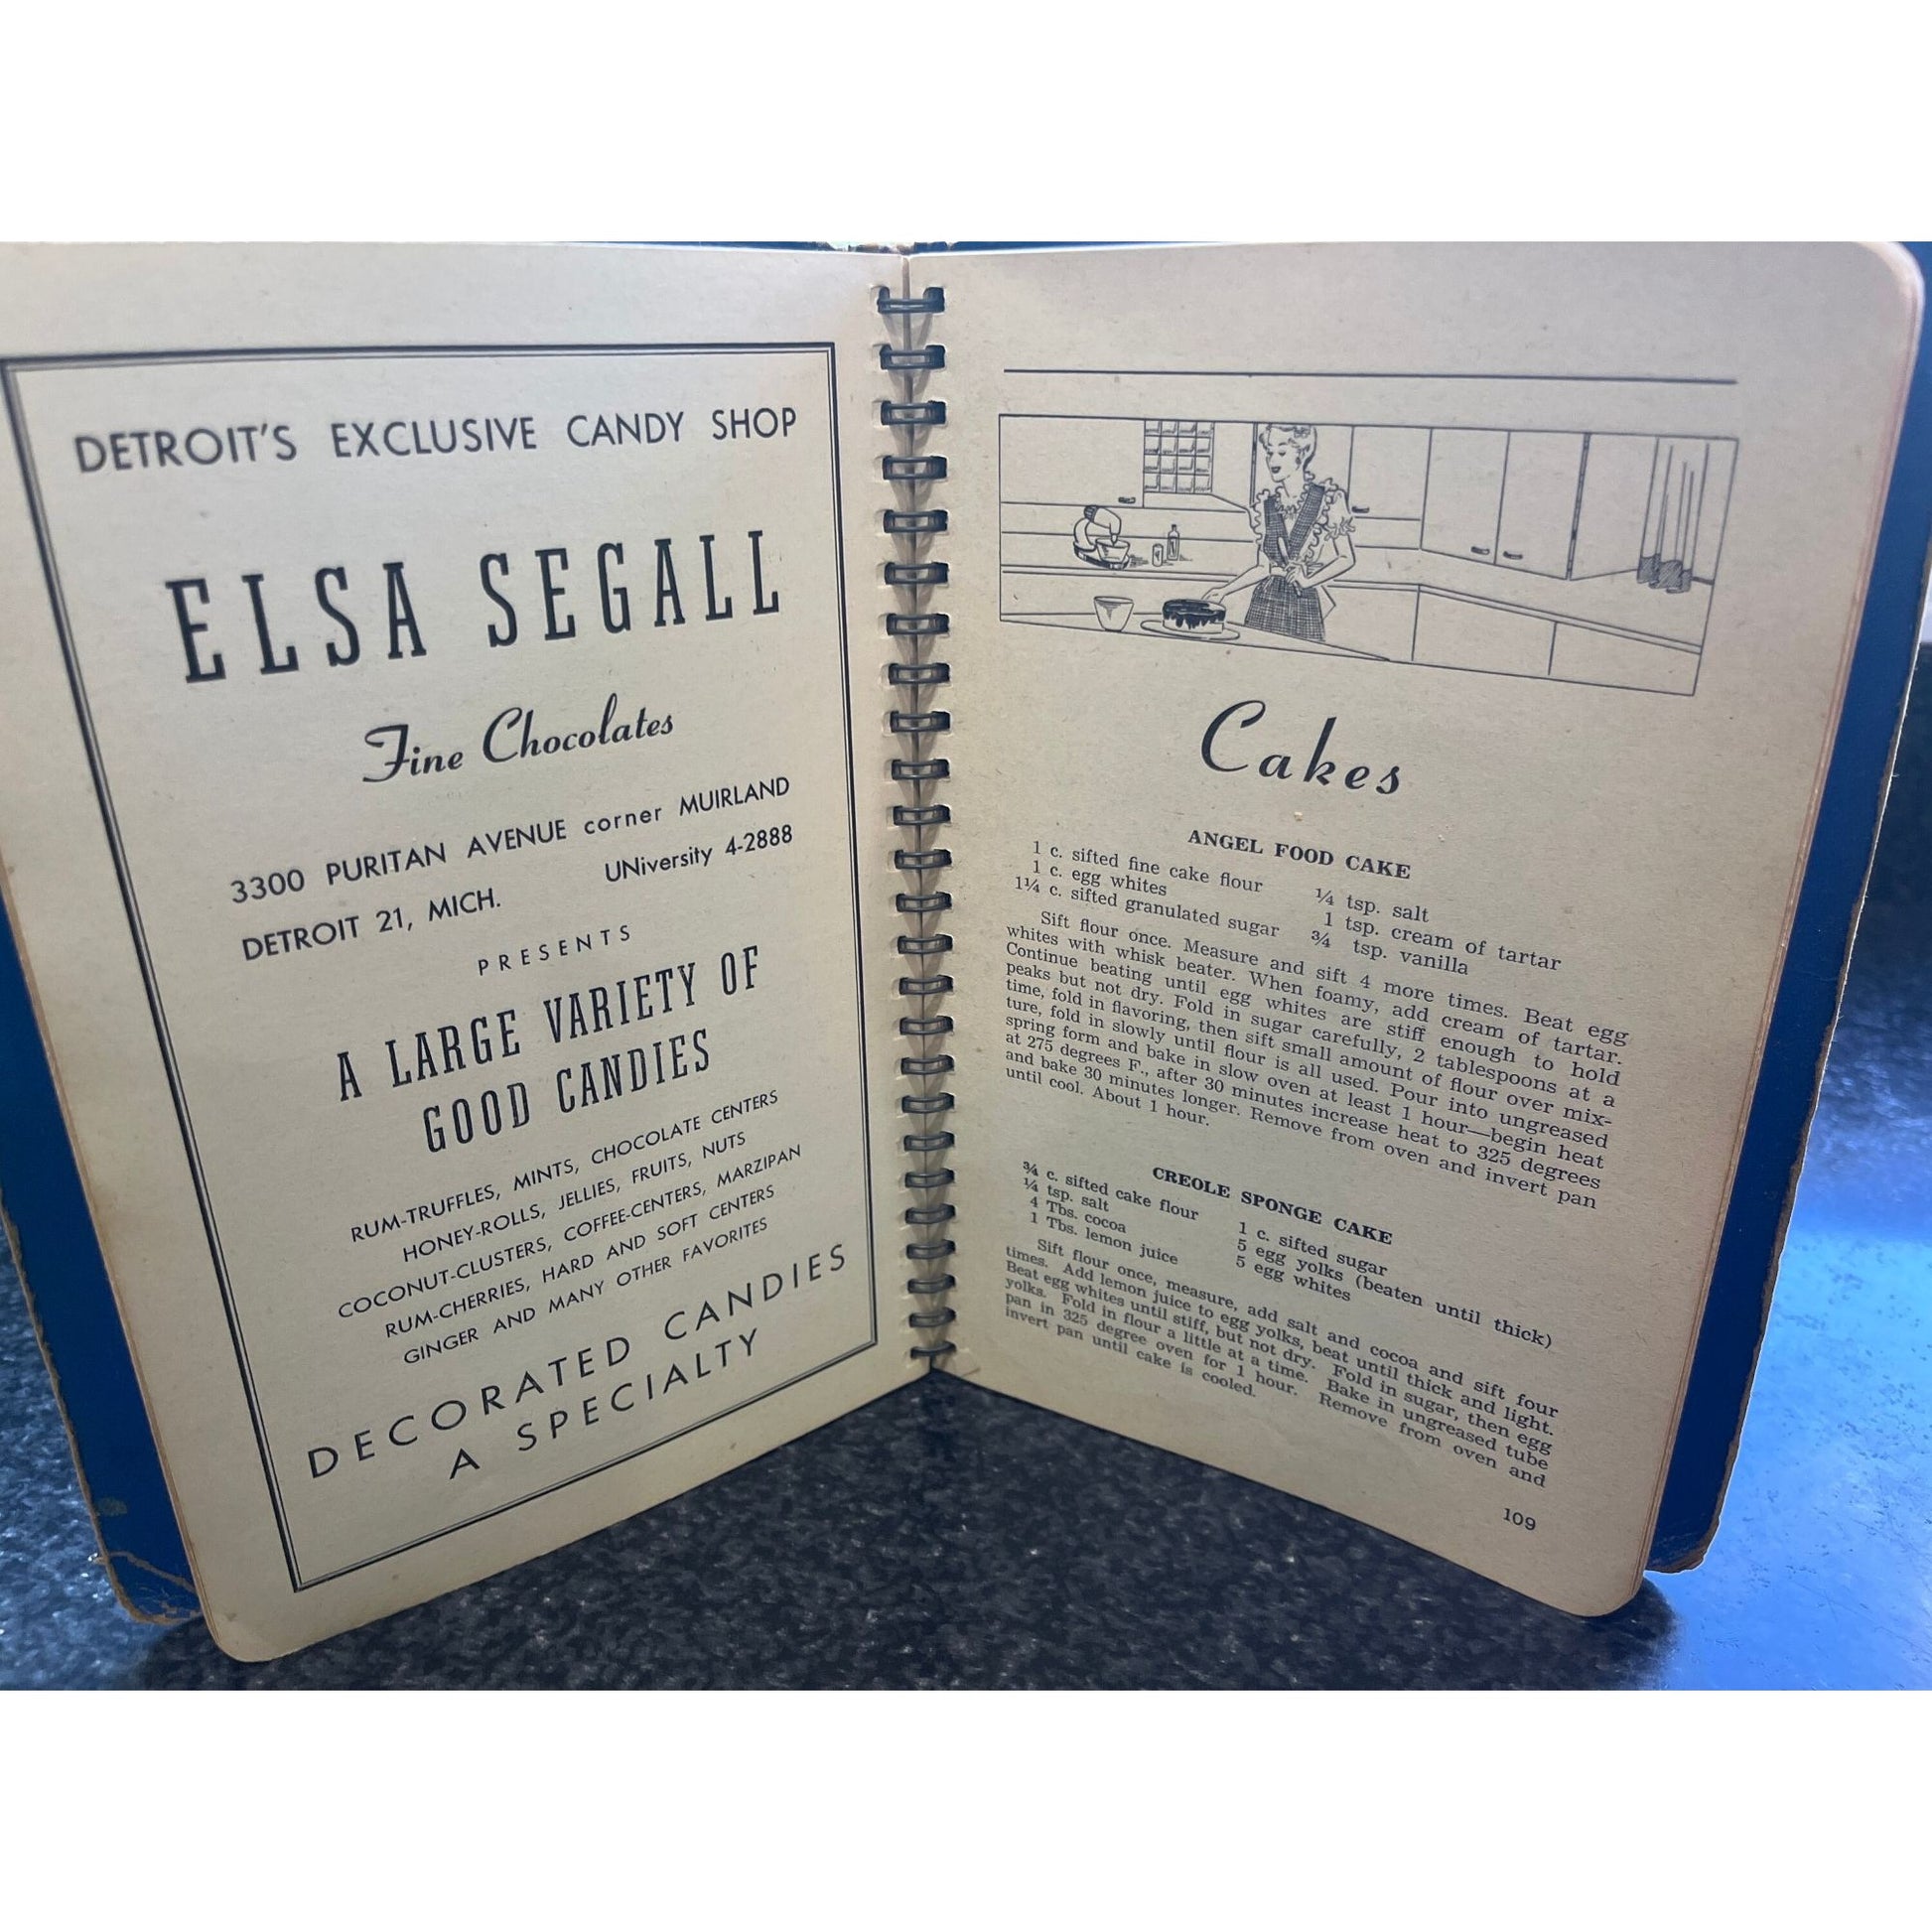 DETROIT'S EXCLUSIVE CANDY SHOP
ELSA SEGALL
Fine Chocolates
3300 PURITAN AVENUE corner MUIRLAND
DETROIT 21, MICH. UNiversity 4-2888
PRESENTS
A LARGE VARIETY OF
GOOD CANDIES
RUM-TRUFFLES, MINTS, CHOCOLATE CENTERS
HONEY-ROLLS, JELLIES, FRUITS, NUTS
COCONUT-CLUSTERS, COFFEE-CENTERS, MARZIPAN
RUM-CHERRIES, HARD AND SOFT CENTERS
GINGER AND MANY OTHER FAVORITES
DECORATED CANDIES
A SPECIALTY
Cakes
ANGEL FOOD CAKE
1 c. sifted fine cake flour ¼ tsp. salt
1 c. egg whites 1 tsp. cream of tartar
1¼ c. sifted granulated sugar ¾ tsp. vanilla
Sift flour once. Measure and sift 4 more times. Beat egg
whites with whisk beater. When foamy, add cream of tartar.
Continue beating until egg whites are stiff enough to hold
peaks but not dry. Fold in sugar carefully, 2 tablespoons at a
time, fold in flavoring, then sift small amount of flour over mix-
ture, fold in slowly until flour is all used. Pour into ungreased
spring form and bake in slow oven at least 1 hour—begin heat
at 275 degrees F., after 30 minutes increase heat to 325 degrees
and bake 30 minutes longer. Remove from oven and invert pan
until cool. About 1 hour.
CREOLE SPONGE CAKE
¾ c. sifted cake flour 1 c. sifted sugar
¼ tsp. salt 5 egg yolks (beaten until thick)
4 Tbs. cocoa 5 egg whites
1 Tbs. lemon juice
Sift flour once, measure, add salt and cocoa and sift four
times. Add lemon juice to egg yolks, beat until thick and light.
Beat egg whites until stiff, but not dry. Fold in sugar, then egg
yolks. Fold in flour a little at a time. Bake in ungreased tube
pan in 325 degree oven for 1 hour. Remove from oven and
invert pan until cake is cooled.
109